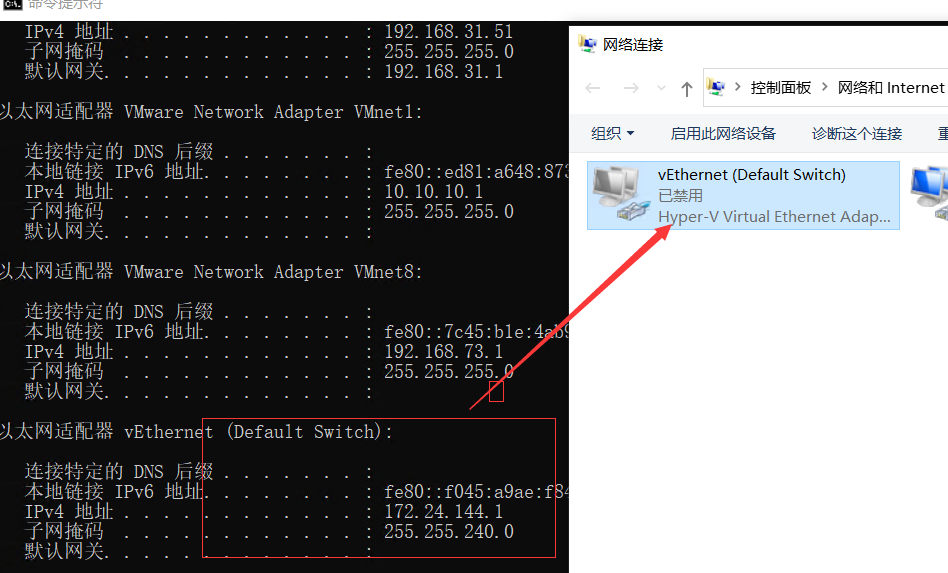 命令提示符
IPv4 地址 . . . . . . . . . . . . : 192.168.31.51
子网掩码 . . . . . . . . . . . . : 255.255.255.0
默认网关. . . . . . . . . . . . . : 192.168.31.1
以太网适配器 VMware Network Adapter VMnet1:
连接特定的 DNS 后缀 . . . . . . . :
本地链接 IPv6 地址. . . . . . . . : fe80::ed81:a648:873
IPv4 地址 . . . . . . . . . . . . : 10.10.10.1
子网掩码 . . . . . . . . . . . . : 255.255.255.0
默认网关. . . . . . . . . . . . . :
以太网适配器 VMware Network Adapter VMnet8:
连接特定的 DNS 后缀 . . . . . . . :
本地链接 IPv6 地址. . . . . . . . : fe80::7c45:b1e:4ab9
IPv4 地址 . . . . . . . . . . . . : 192.168.73.1
子网掩码 . . . . . . . . . . . . : 255.255.255.0
默认网关. . . . . . . . . . . . . :
以太网适配器 vEthernet (Default Switch):
连接特定的 DNS 后缀 . . . . . . . :
本地链接 IPv6 地址. . . . . . . . : fe80::f045:a9ae:f84
IPv4 地址 . . . . . . . . . . . . : 172.24.144.1
子网掩码 . . . . . . . . . . . . : 255.255.240.0
默认网关. . . . . . . . . . . . . :
网络连接
控制面板 > 网络和 Internet
组织 启用此网络设备 诊断这个连接
vEthernet (Default Switch)
已禁用
Hyper-V Virtual Ethernet Adap...